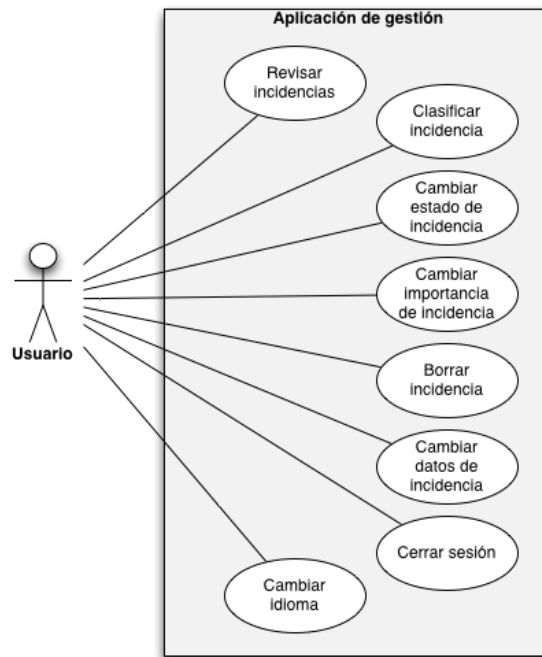 Aplicación de gestión
Revisar
incidencias
Clasificar
incidencia
Cambiar
estado de
incidencia
Cambiar
importancia
de incidencia
Usuario
Borrar
incidencia
Cambiar
datos de
incidencia
Cerrar sesión
Cambiar
idioma